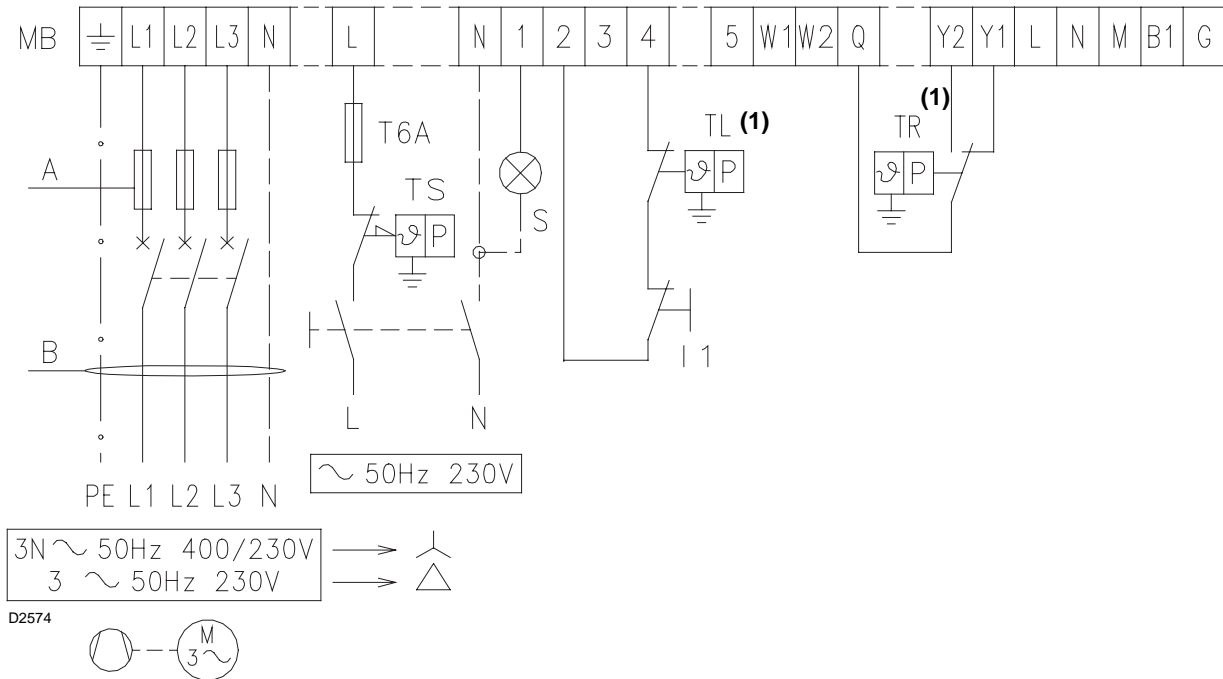 MB L1 L2 L3 N L N 1 2 3 4 5 W1 W2 Q Y2 Y1 L N M B1 G
(1)
T6A TL (1) TR
A ϑ P ϑ P
TS
S
ϑ P
B I1
L N
∼ 50Hz 230V
PE L1 L2 L3 N
3N ∼ 50Hz 400/230V
3 ∼ 50Hz 230V
D2574
M
3∼